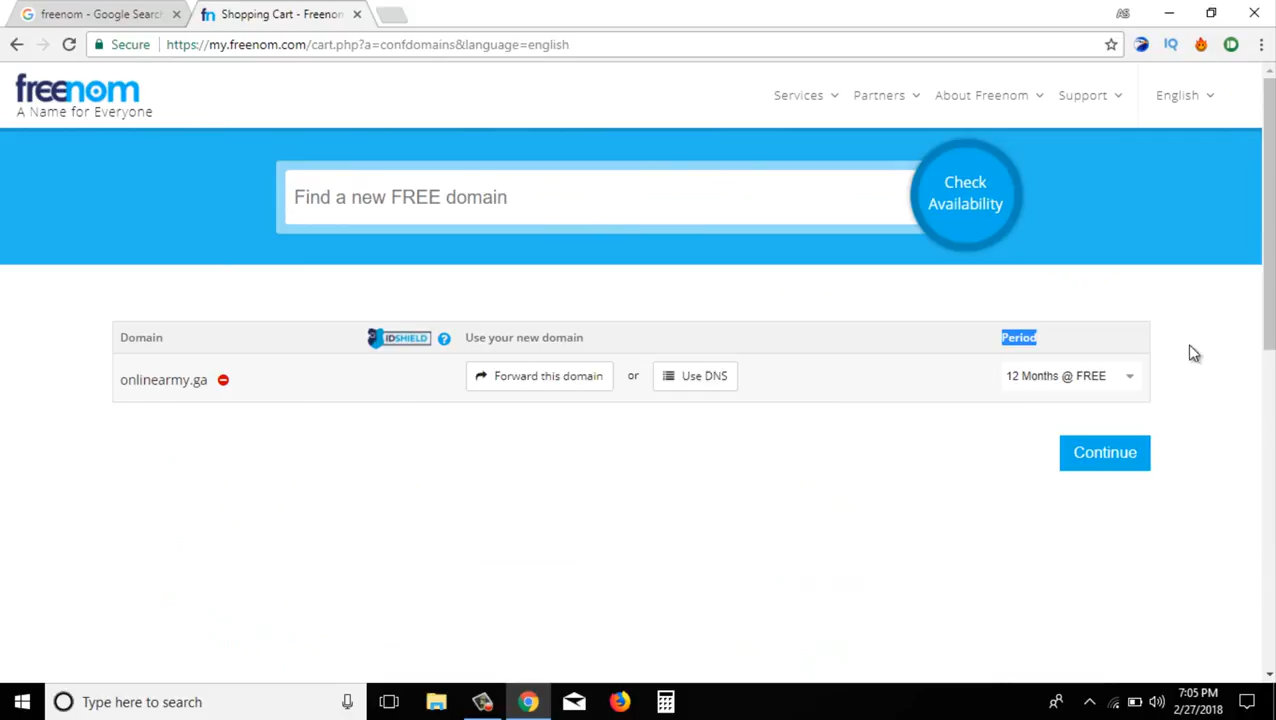 freenom - Google Search
Shopping Cart - Freenom
AS
Secure
https://my.freenom.com/cart.php?a=confdomains&language=english
IQ
freenom
A Name for Everyone
Services
Partners
About Freenom
Support
English
Find a new FREE domain
Check
Availability
Domain
IDSHIELD
?
Use your new domain
Period
onlinearmy.ga
Forward this domain
or
Use DNS
12 Months @ FREE
Continue
Type here to search
7:05 PM
2/27/2018